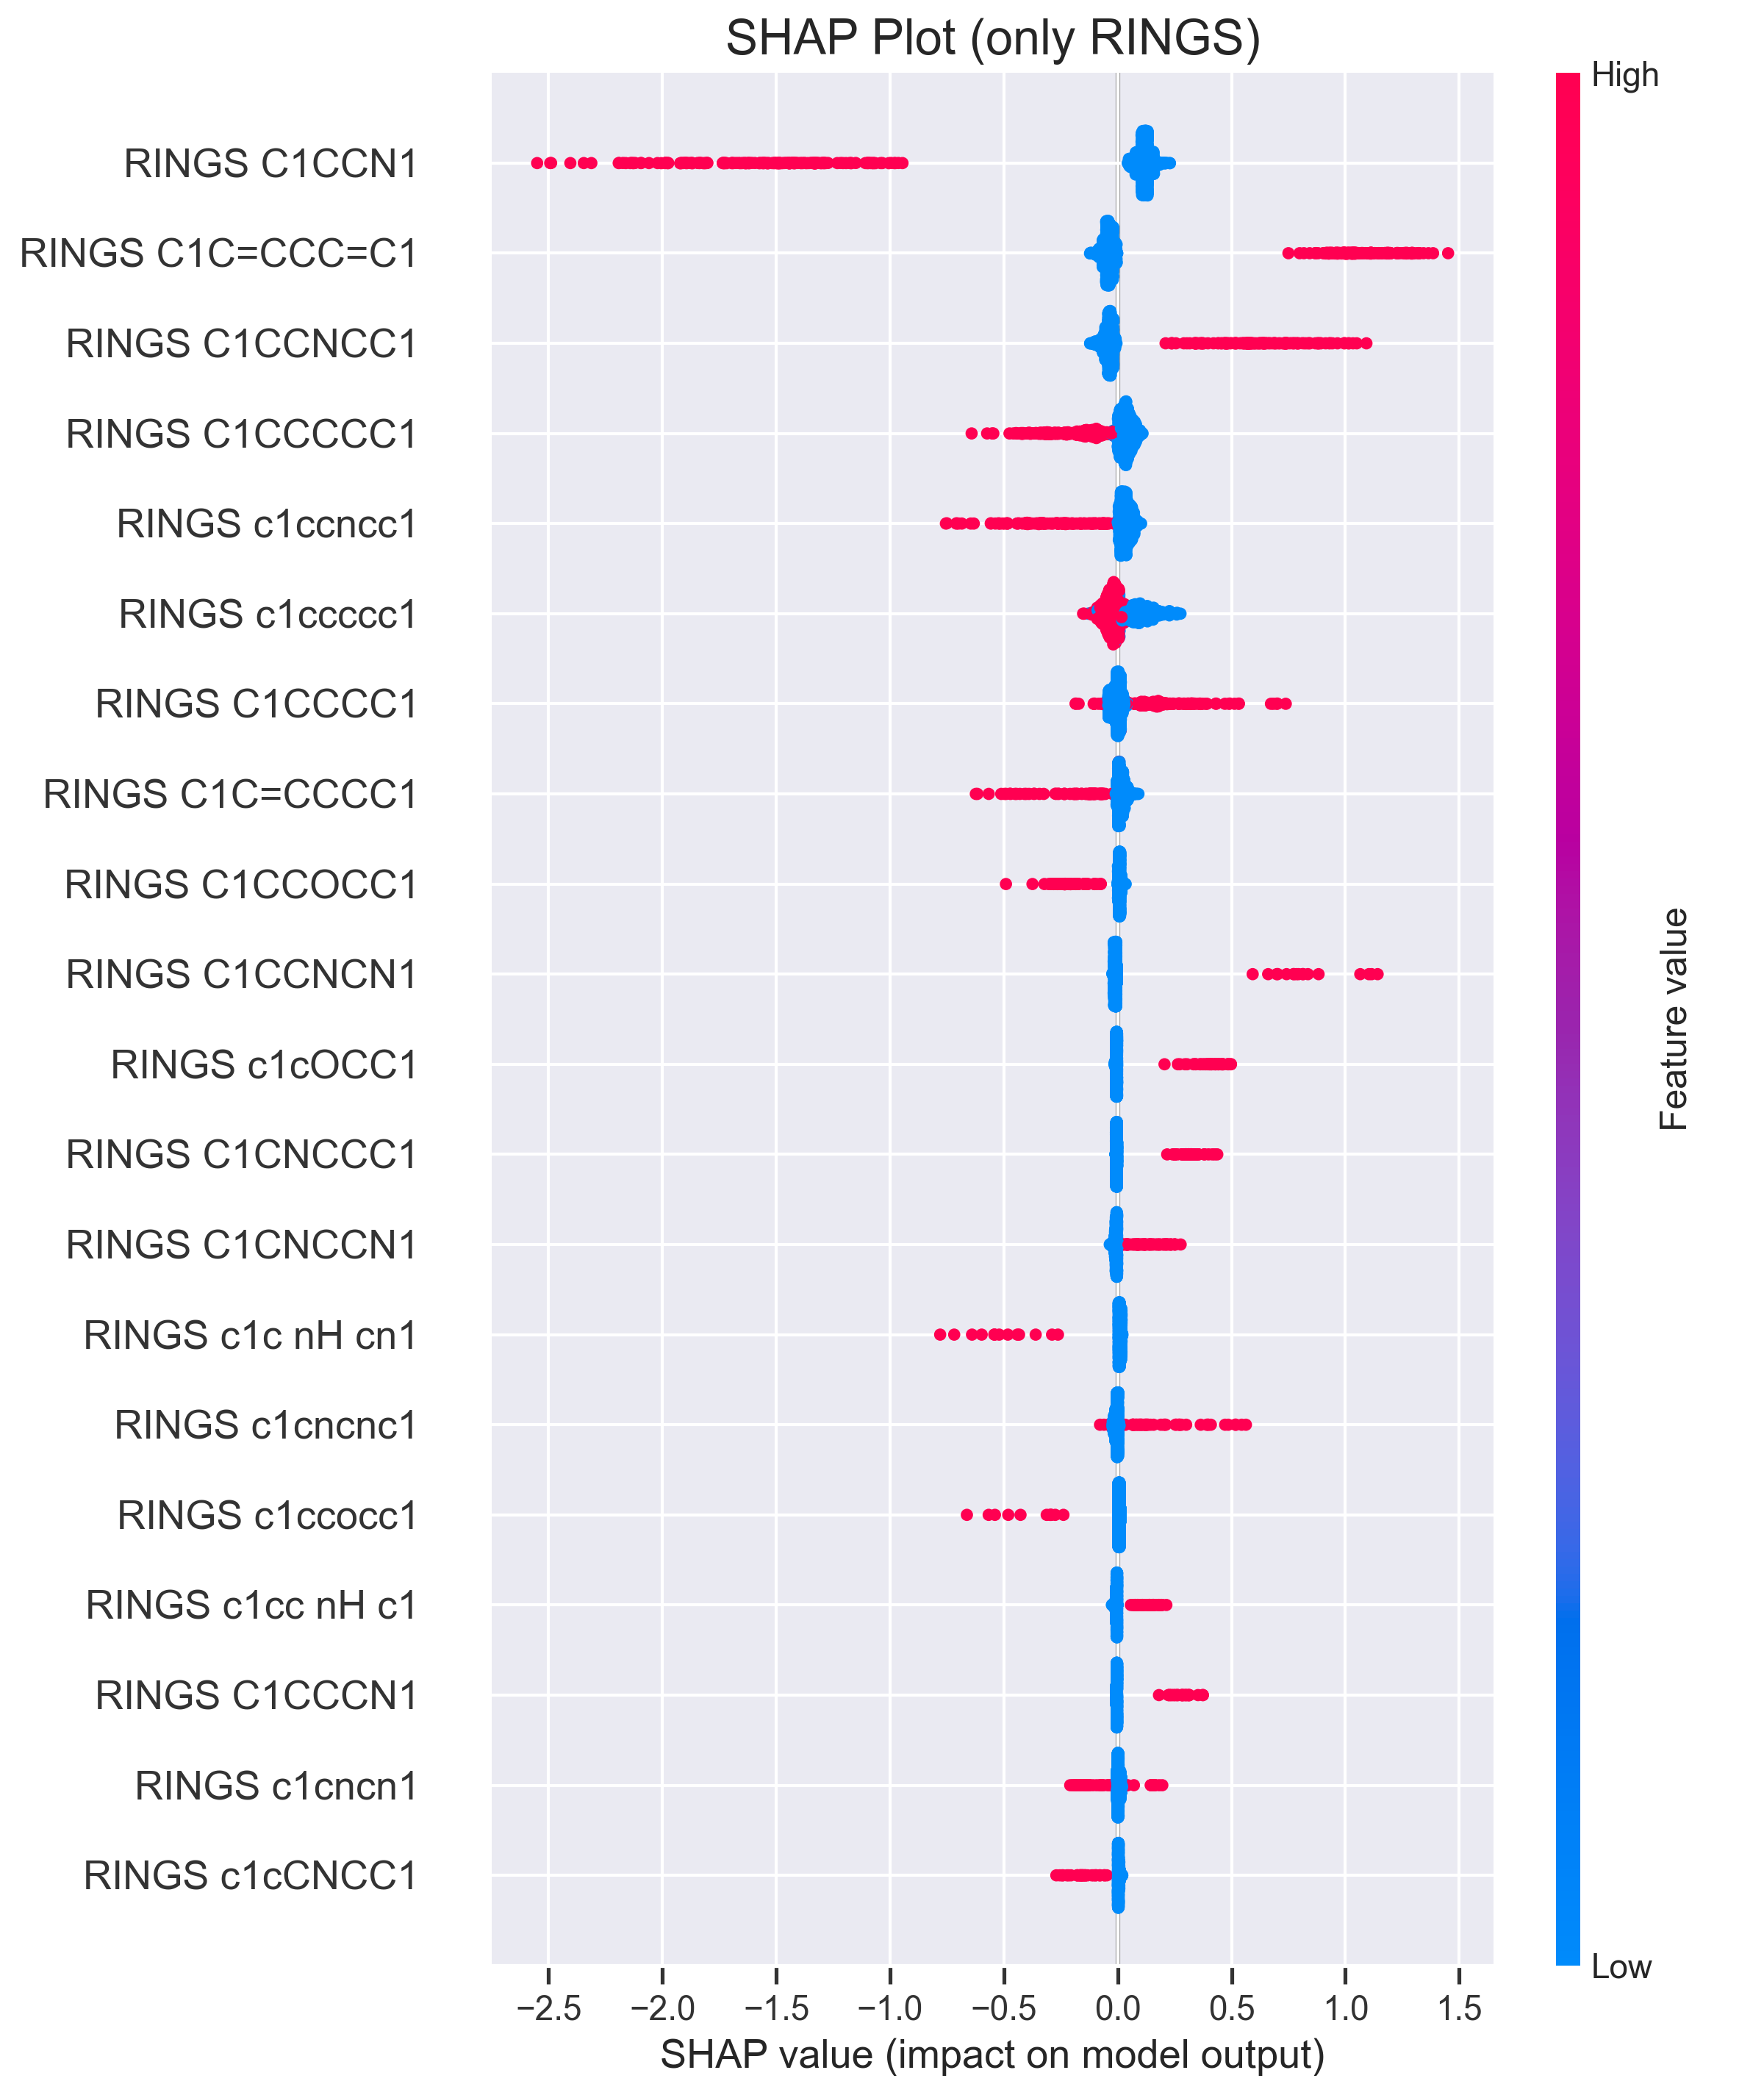 SHAP Plot (only RINGS)
High
RINGS C1CCN1
RINGS C1C=CCC=C1
RINGS C1CCNCC1
RINGS C1CCCCC1
RINGS c1ccncc1
RINGS c1ccccc1
RINGS C1CCCC1
RINGS C1C=CCCC1
RINGS C1CCOCC1
RINGS C1CCNCN1
RINGS c1cOCC1
RINGS C1CNCCC1
RINGS C1CNCCN1
RINGS c1c nH cn1
RINGS c1cncnc1
RINGS c1ccocc1
RINGS c1cc nH c1
RINGS C1CCCN1
RINGS c1cncn1
RINGS c1cCNCC1
Feature value
Low
−2.5 −2.0 −1.5 −1.0 −0.5 0.0 0.5 1.0 1.5
SHAP value (impact on model output)